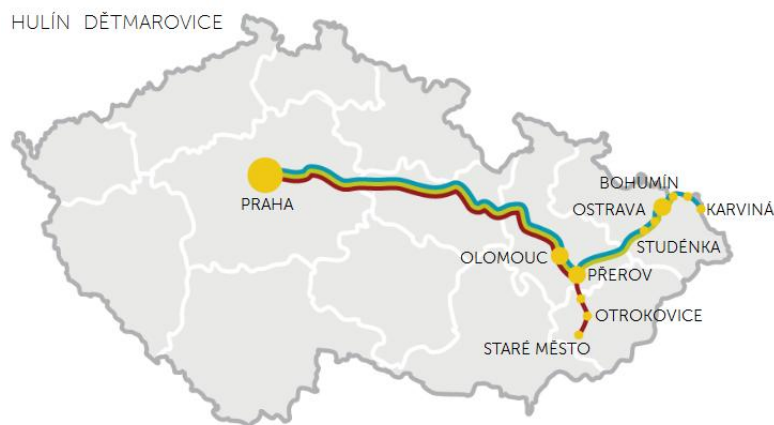 HULÍN DĚTMAROVICE
BOHUMÍN
PRAHA
OSTRAVA
KARVINÁ
STUDÉNKA
OLOMOUC
PŘEROV
OTROKOVICE
STARÉ MĚSTO